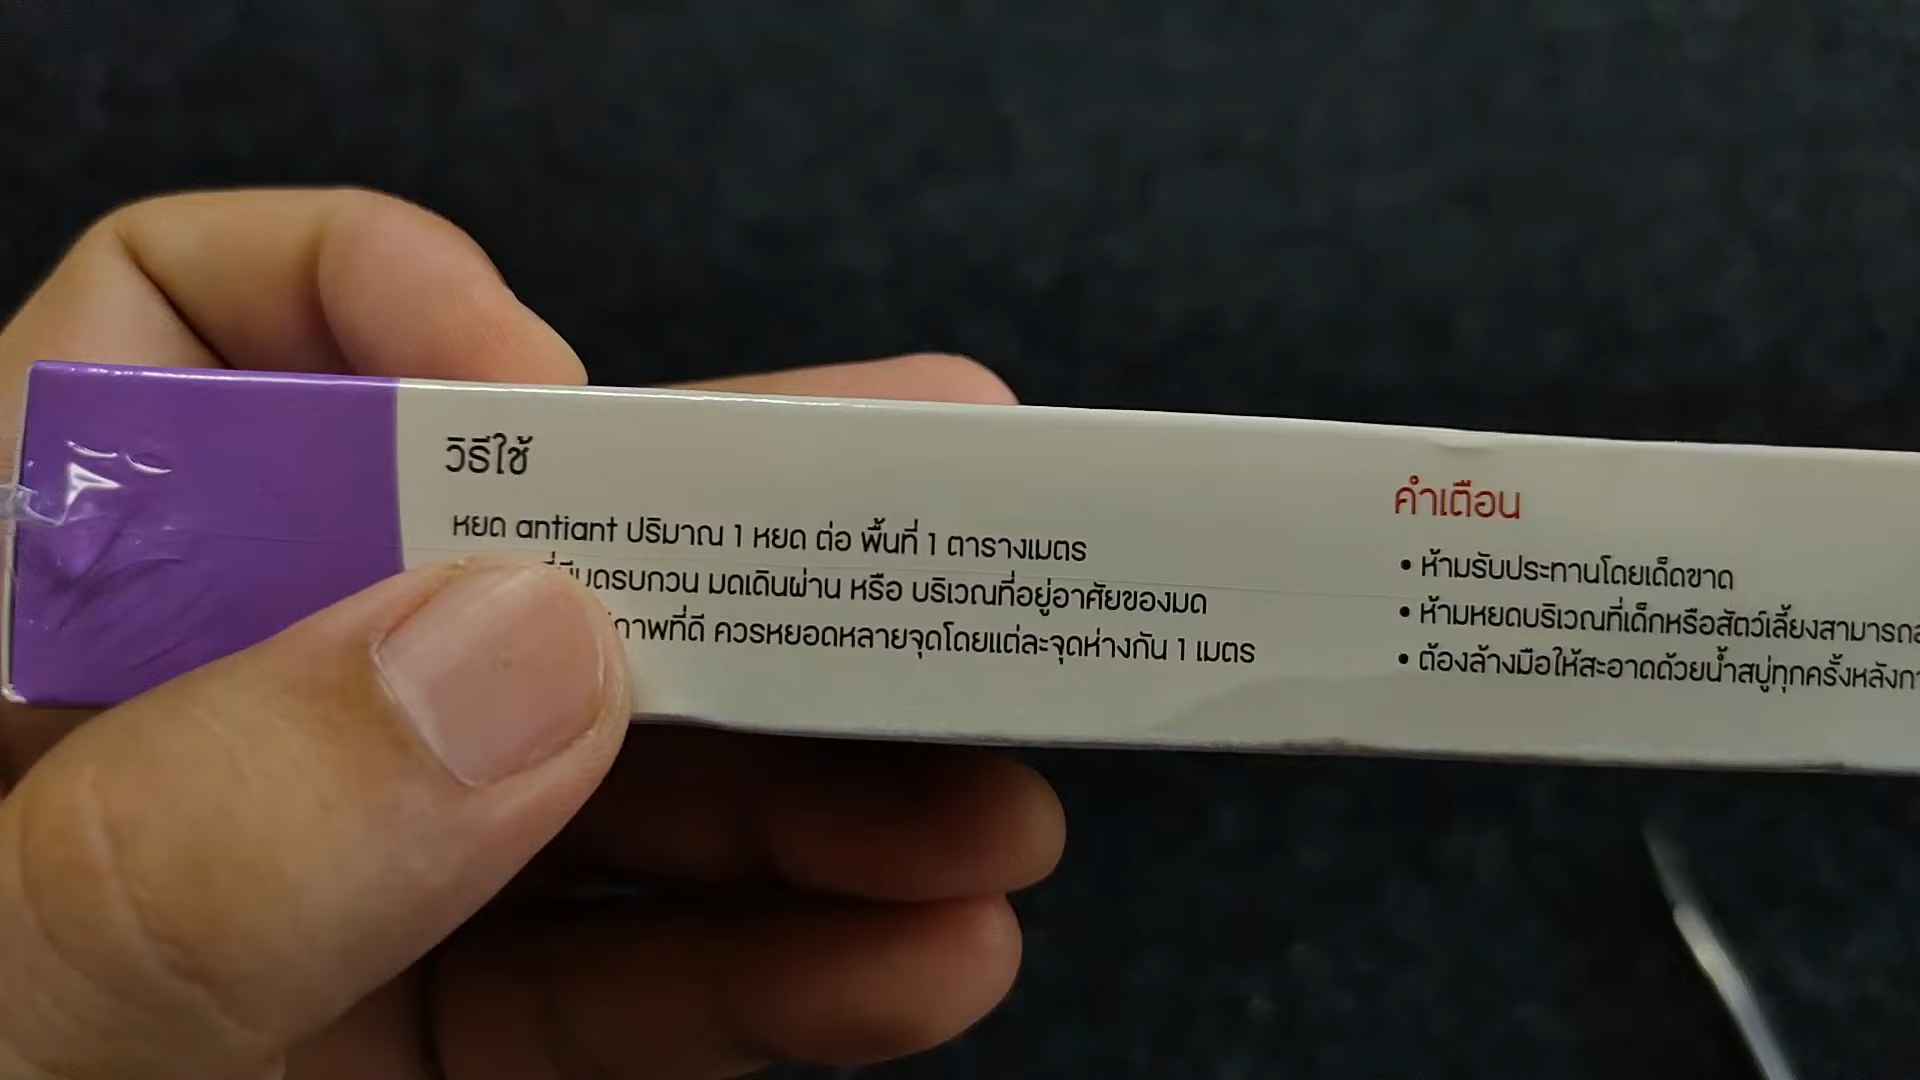 วิธีใช้
หยด antiant ปริมาณ 1 หยด ต่อ พื้นที่ 1 ตารางเมตร
มดรบกวน มดเดินผ่าน หรือ บริเวณที่อยู่อาศัยของมด
ภาพที่ดี ควรหยอดหลายจุดโดยแต่ละจุดห่างกัน 1 เมตร
คำเตือน
• ห้ามรับประทานโดยเด็ดขาด
• ห้ามหยดบริเวณที่เด็กหรือสัตว์เลี้ยงสามารถ
• ต้องล้างมือให้สะอาดด้วยน้ำสบู่ทุกครั้งหลัง